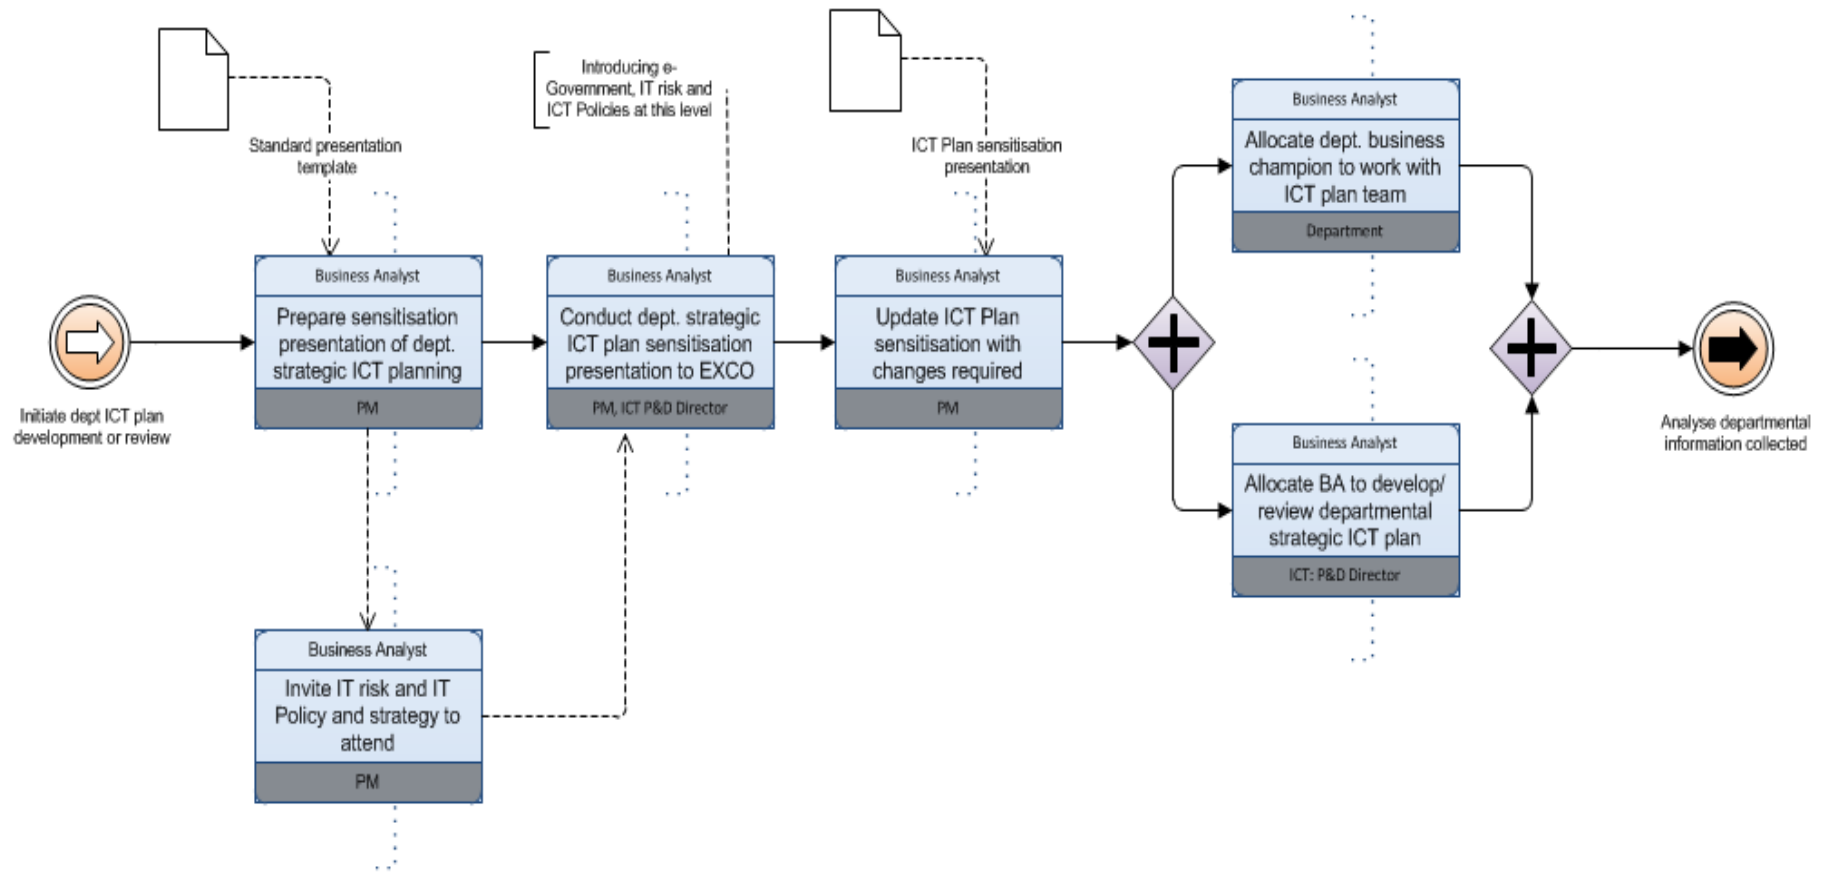 Introducing e-
Government, IT risk and
ICT Policies at this level
Standard presentation
template
ICT Plan sensitisation
presentation
Initiate dept ICT plan
development or review
Business Analyst
Prepare sensitisation
presentation of dept.
strategic ICT planning
PM
Business Analyst
Conduct dept. strategic
ICT plan sensitisation
presentation to EXCO
PM, ICT P&D Director
Business Analyst
Update ICT Plan
sensitisation with
changes required
PM
Business Analyst
Allocate dept. business
champion to work with
ICT plan team
Department
Business Analyst
Allocate BA to develop/
review departmental
strategic ICT plan
ICT: P&D Director
Analyse departmental
information collected
Business Analyst
Invite IT risk and IT
Policy and strategy to
attend
PM